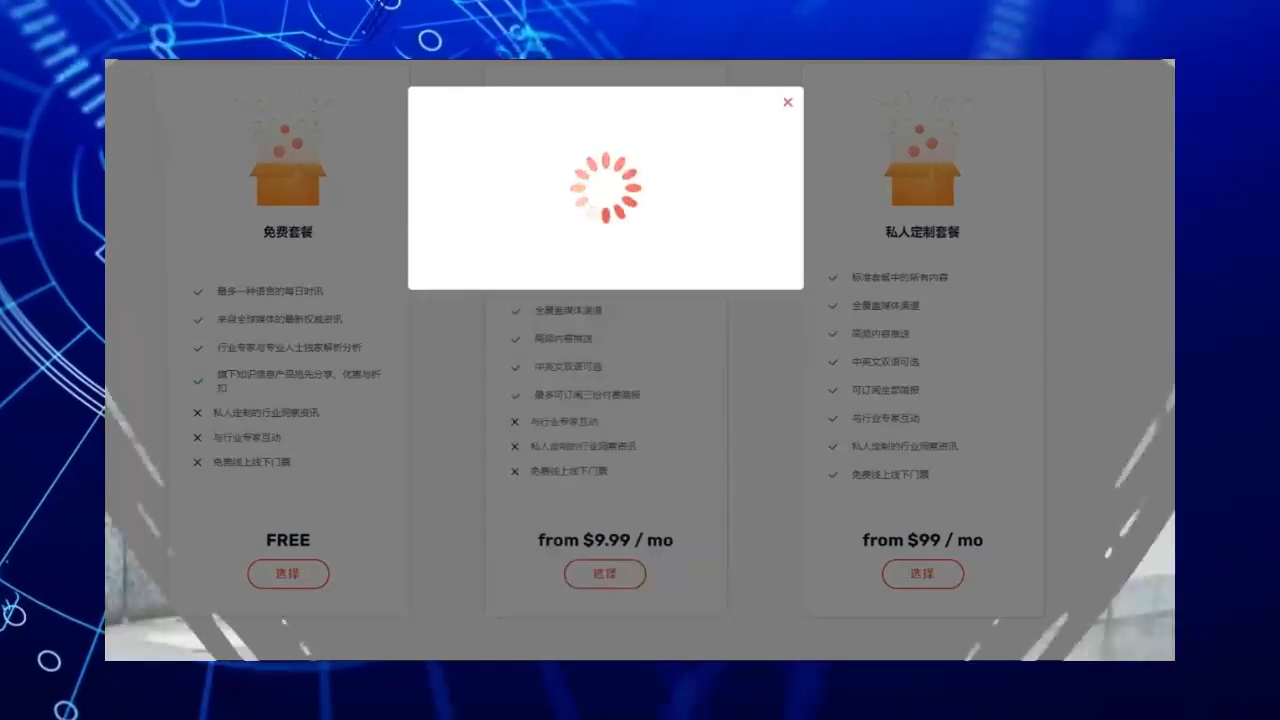 免费套餐
最多一种语言的每日时讯
来自全球媒体的最新权威资讯
行业专家与专业人士独家解析分析
旗下知识信息产品抢先分享、优惠与折
扣
私人定制的行业洞察资讯
与行业专家互动
免费线上线下门票
FREE
选择
全覆盖媒体渠道
简报内容推送
中英文双语可选
最多可订阅三份付费简报
与行业专家互动
私人定制的行业洞察资讯
免费线上线下门票
from $9.99 / mo
选择
私人定制套餐
标准套餐中的所有内容
全覆盖媒体渠道
简报内容推送
中英文双语可选
可订阅全部简报
与行业专家互动
私人定制的行业洞察资讯
免费线上线下门票
from $99 / mo
选择